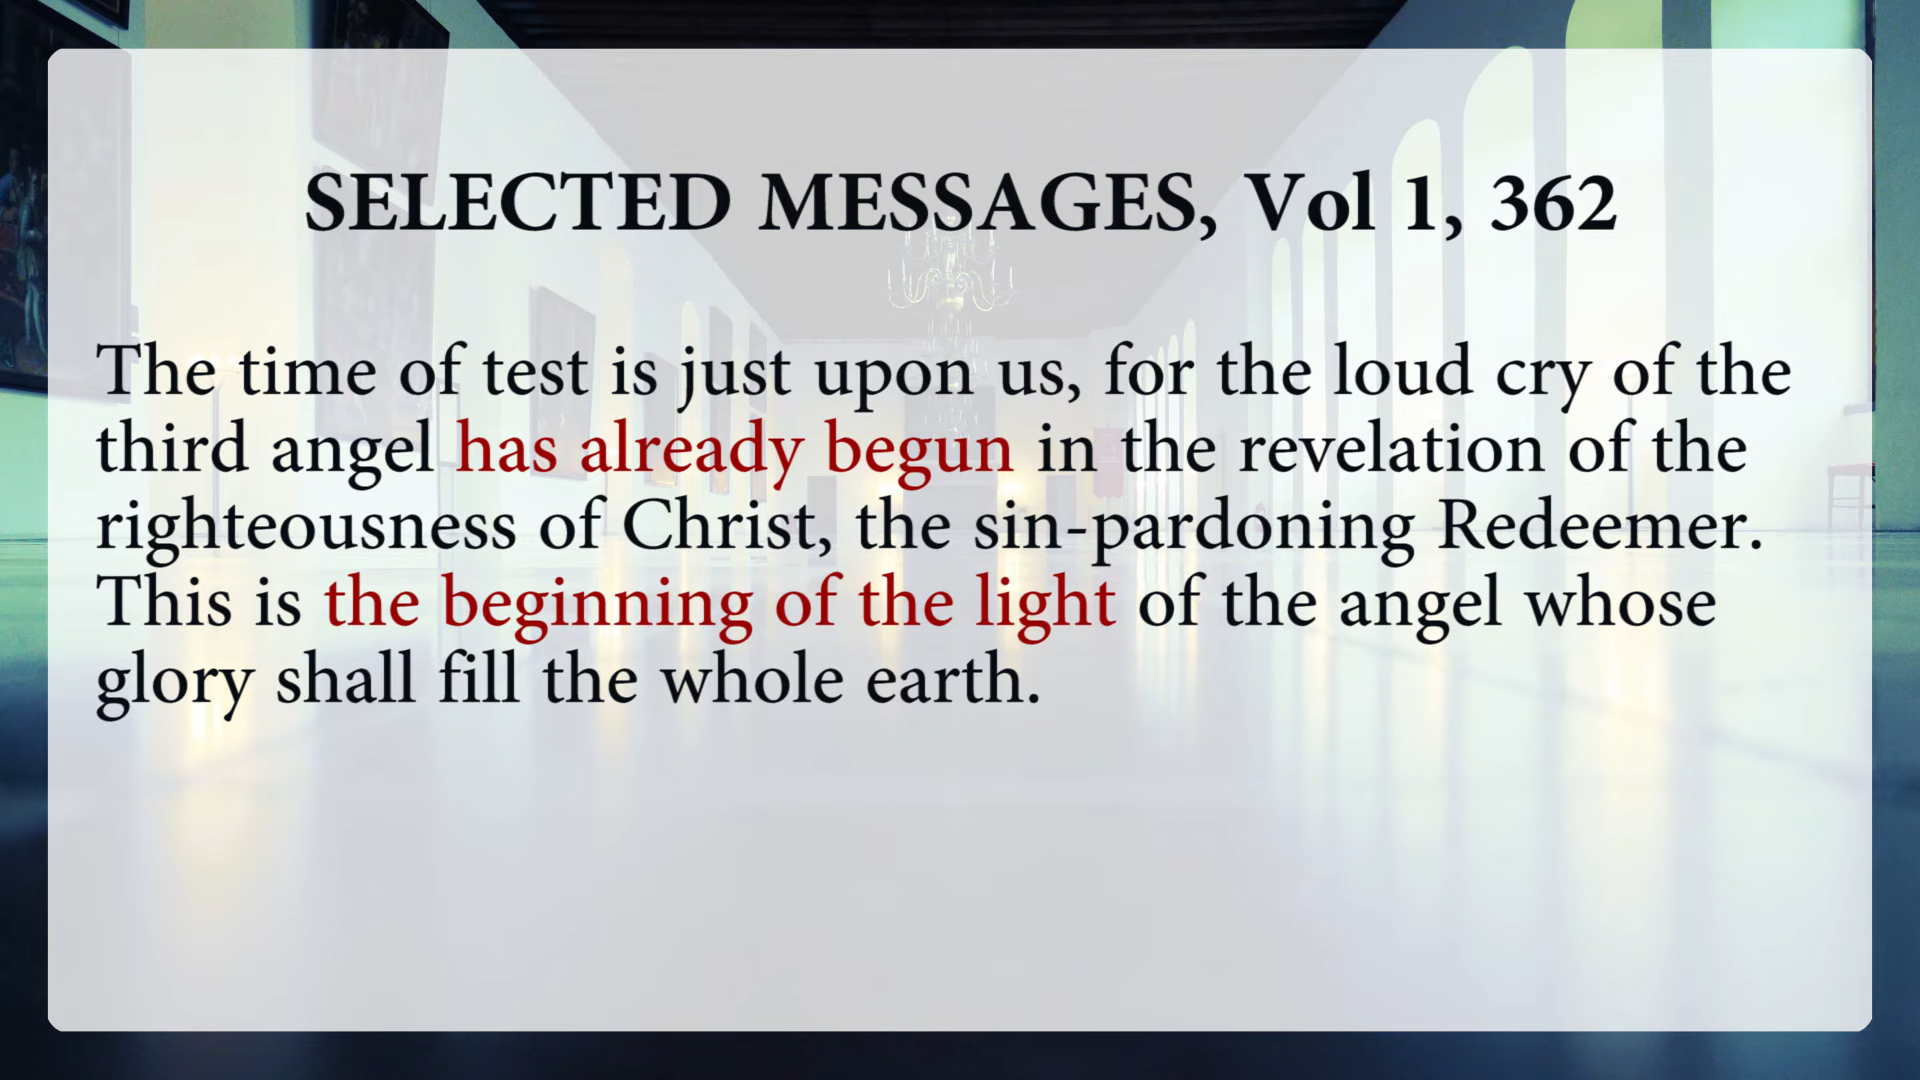 SELECTED MESSAGES, Vol 1, 362
The time of test is just upon us, for the loud cry of the
third angel has already begun in the revelation of the
righteousness of Christ, the sin-pardoning Redeemer.
This is the beginning of the light of the angel whose
glory shall fill the whole earth.